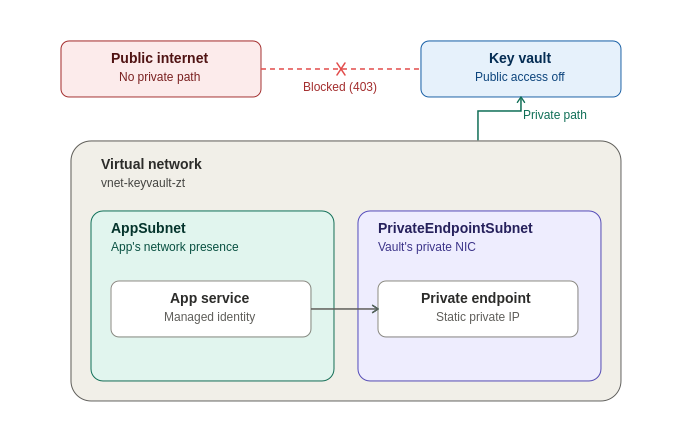 Public internet
No private path
Blocked (403)
Key vault
Public access off
Private path
Virtual network
vnet-keyvault-zt
AppSubnet
App's network presence
App service
Managed identity
PrivateEndpointSubnet
Vault's private NIC
Private endpoint
Static private IP